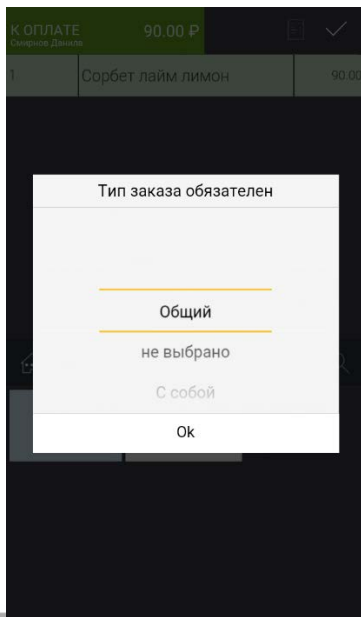 К ОПЛАТЕ 90.00 ₽
Смирнов Данила
1. Сорбет лайм лимон 90.00
Тип заказа обязателен
Общий
не выбрано
С собой
Ok